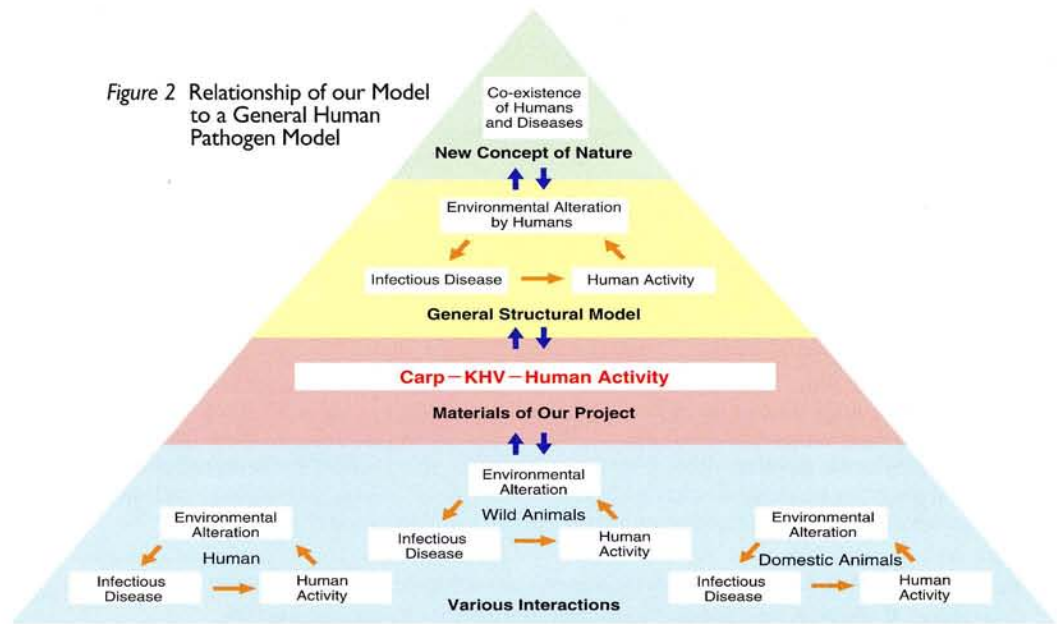 Figure 2 Relationship of our Model
to a General Human
Pathogen Model
Co-existence
of Humans
and Diseases
New Concept of Nature
Environmental Alteration
by Humans
Infectious Disease
Human Activity
General Structural Model
Carp–KHV–Human Activity
Materials of Our Project
Environmental
Alteration
Wild Animals
Infectious
Disease
Human
Activity
Environmental
Alteration
Human
Infectious
Disease
Human
Activity
Environmental
Alteration
Domestic Animals
Infectious
Disease
Human
Activity
Various Interactions